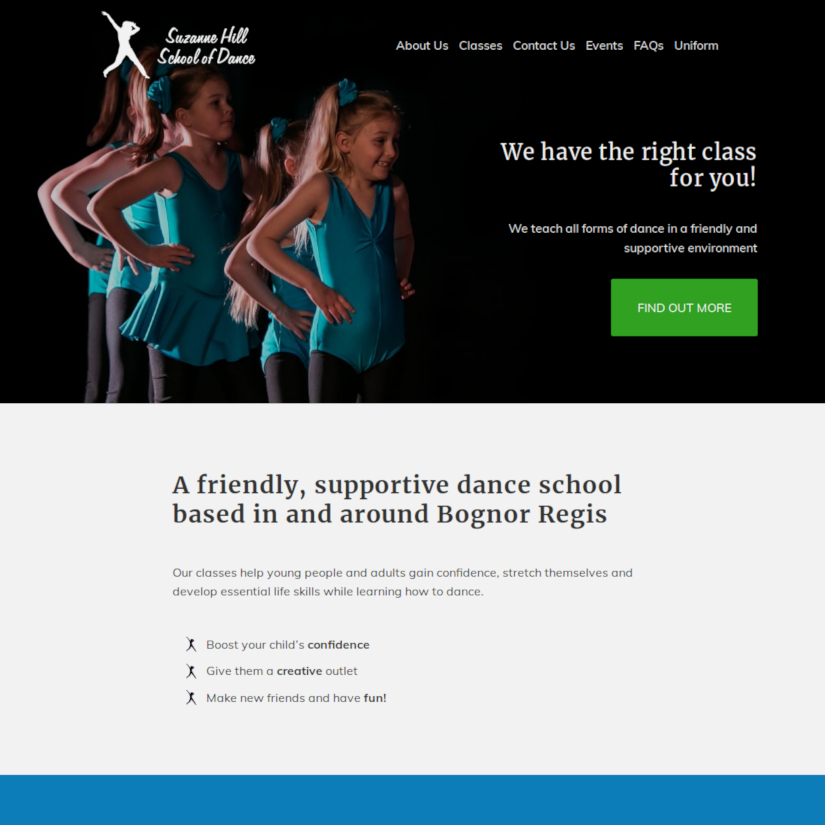 Suzanne Hill
School of Dance
About Us Classes Contact Us Events FAQs Uniform
We have the right class
for you!
We teach all forms of dance in a friendly and
supportive environment
FIND OUT MORE
A friendly, supportive dance school
based in and around Bognor Regis
Our classes help young people and adults gain confidence, stretch themselves and
develop essential life skills while learning how to dance.
Boost your child's confidence
Give them a creative outlet
Make new friends and have fun!